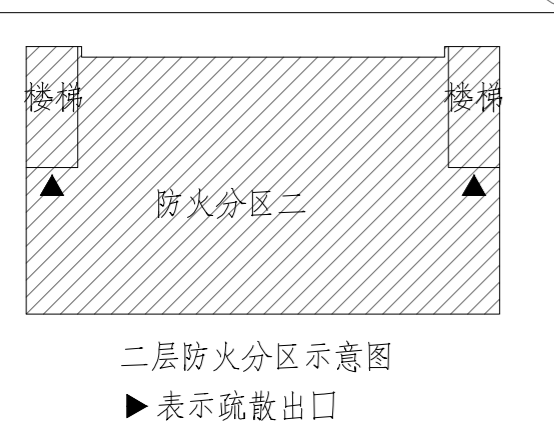 楼梯 楼梯
防火分区二
二层防火分区示意图
▶表示疏散出口